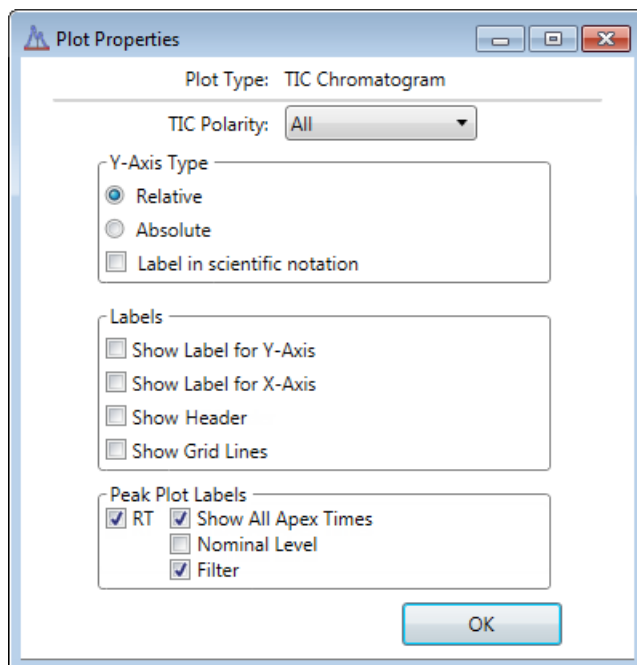 Plot Properties
Plot Type: TIC Chromatogram
TIC Polarity: All
Y-Axis Type
Relative
Absolute
Label in scientific notation
Labels
Show Label for Y-Axis
Show Label for X-Axis
Show Header
Show Grid Lines
Peak Plot Labels
RT Show All Apex Times
Nominal Level
Filter
OK